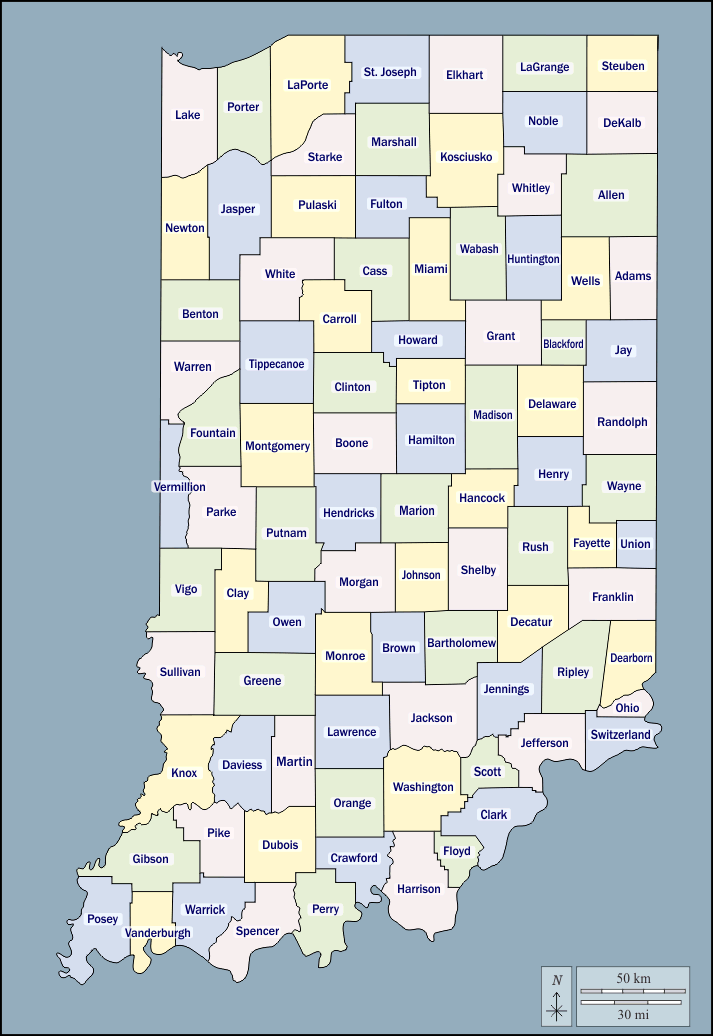 St. Joseph
Elkhart
LaGrange
Steuben
LaPorte
Lake
Porter
Noble
DeKalb
Marshall
Starke
Kosciusko
Whitley
Allen
Pulaski
Fulton
Jasper
Newton
Wabash
Huntington
White
Cass
Miami
Wells
Adams
Benton
Carroll
Howard
Grant
Blackford
Jay
Warren
Tippecanoe
Clinton
Tipton
Madison
Delaware
Randolph
Fountain
Montgomery
Boone
Hamilton
Henry
Wayne
Vermillion
Parke
Putnam
Hendricks
Marion
Hancock
Rush
Fayette
Union
Vigo
Clay
Morgan
Johnson
Shelby
Franklin
Owen
Decatur
Sullivan
Greene
Monroe
Brown
Bartholomew
Ripley
Dearborn
Jennings
Ohio
Jackson
Lawrence
Jefferson
Switzerland
Knox
Daviess
Martin
Scott
Washington
Orange
Clark
Pike
Dubois
Gibson
Crawford
Floyd
Harrison
Posey
Vanderburgh
Warrick
Spencer
Perry
N
50 km
30 mi